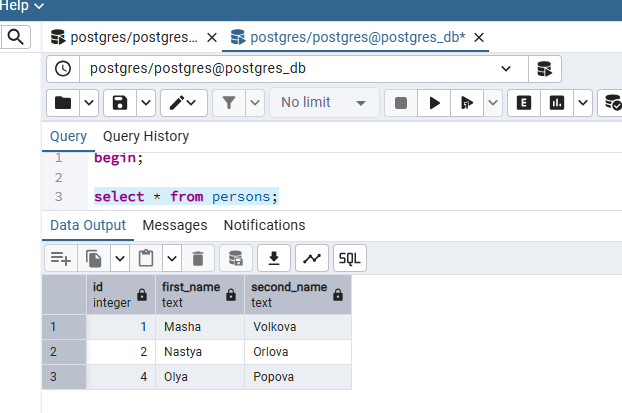 Help
postgres/postgres... postgres/postgres@postgres_db*
postgres/postgres@postgres_db
No limit E
Query Query History
1 begin;
2
3 select * from persons;
Data Output Messages Notifications
SQL
id first_name second_name
integer text text
1 1 Masha Volkova
2 2 Nastya Orlova
3 4 Olya Popova